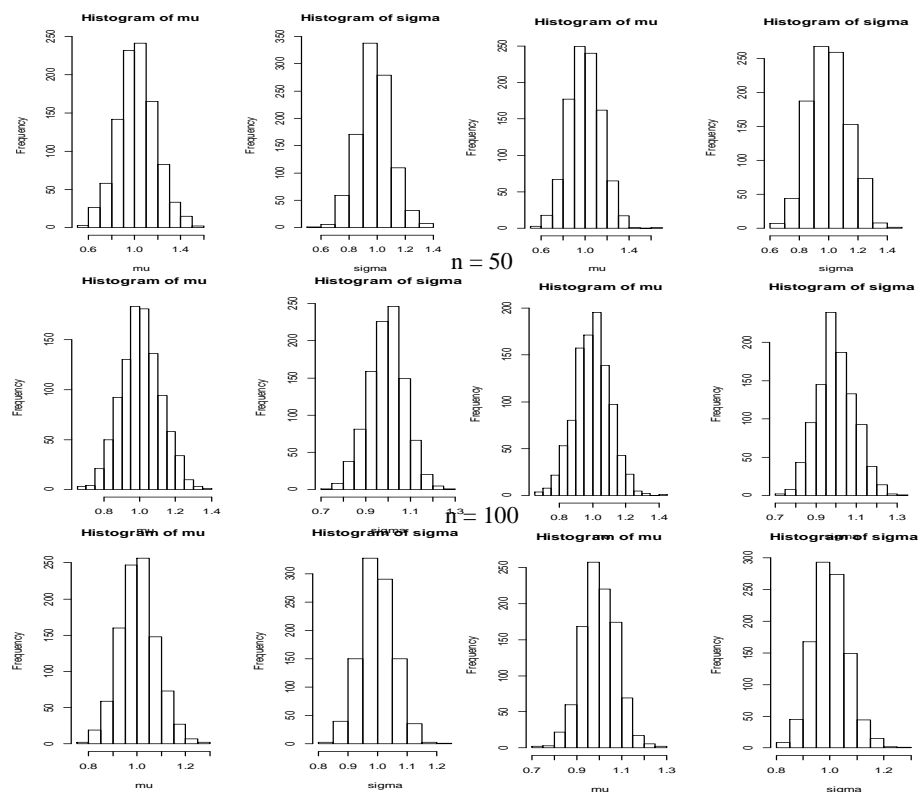 Histogram of mu
Frequency
0 50 100 150 200 250
0.6 1.0 1.4
mu
Histogram of sigma
Frequency
0 50 100 150 200 250 300 350
0.6 0.8 1.0 1.2 1.4
sigma
Histogram of mu
Frequency
0 50 100 150 200 250
0.6 1.0 1.4
mu
Histogram of sigma
Frequency
0 50 100 150 200 250
0.6 0.8 1.0 1.2 1.4
sigma
n = 50
Histogram of mu
Frequency
0 50 100 150
0.8 1.0 1.2 1.4
mu
Histogram of sigma
Frequency
0 50 100 150 200 250
0.7 0.9 1.1 1.3
sigma
Histogram of mu
Frequency
0 50 100 150 200
0.8 1.0 1.2 1.4
mu
Histogram of sigma
Frequency
0 50 100 150 200
0.7 0.9 1.1 1.3
sigma
n = 100
Histogram of mu
Frequency
0 50 100 150 200 250
0.8 1.0 1.2
mu
Histogram of sigma
Frequency
0 50 100 150 200 250 300
0.8 0.9 1.0 1.1 1.2
sigma
Histogram of mu
Frequency
0 50 100 150 200 250
0.7 0.9 1.1 1.3
mu
Histogram of sigma
Frequency
0 50 100 150 200 250 300
0.8 1.0 1.2
sigma